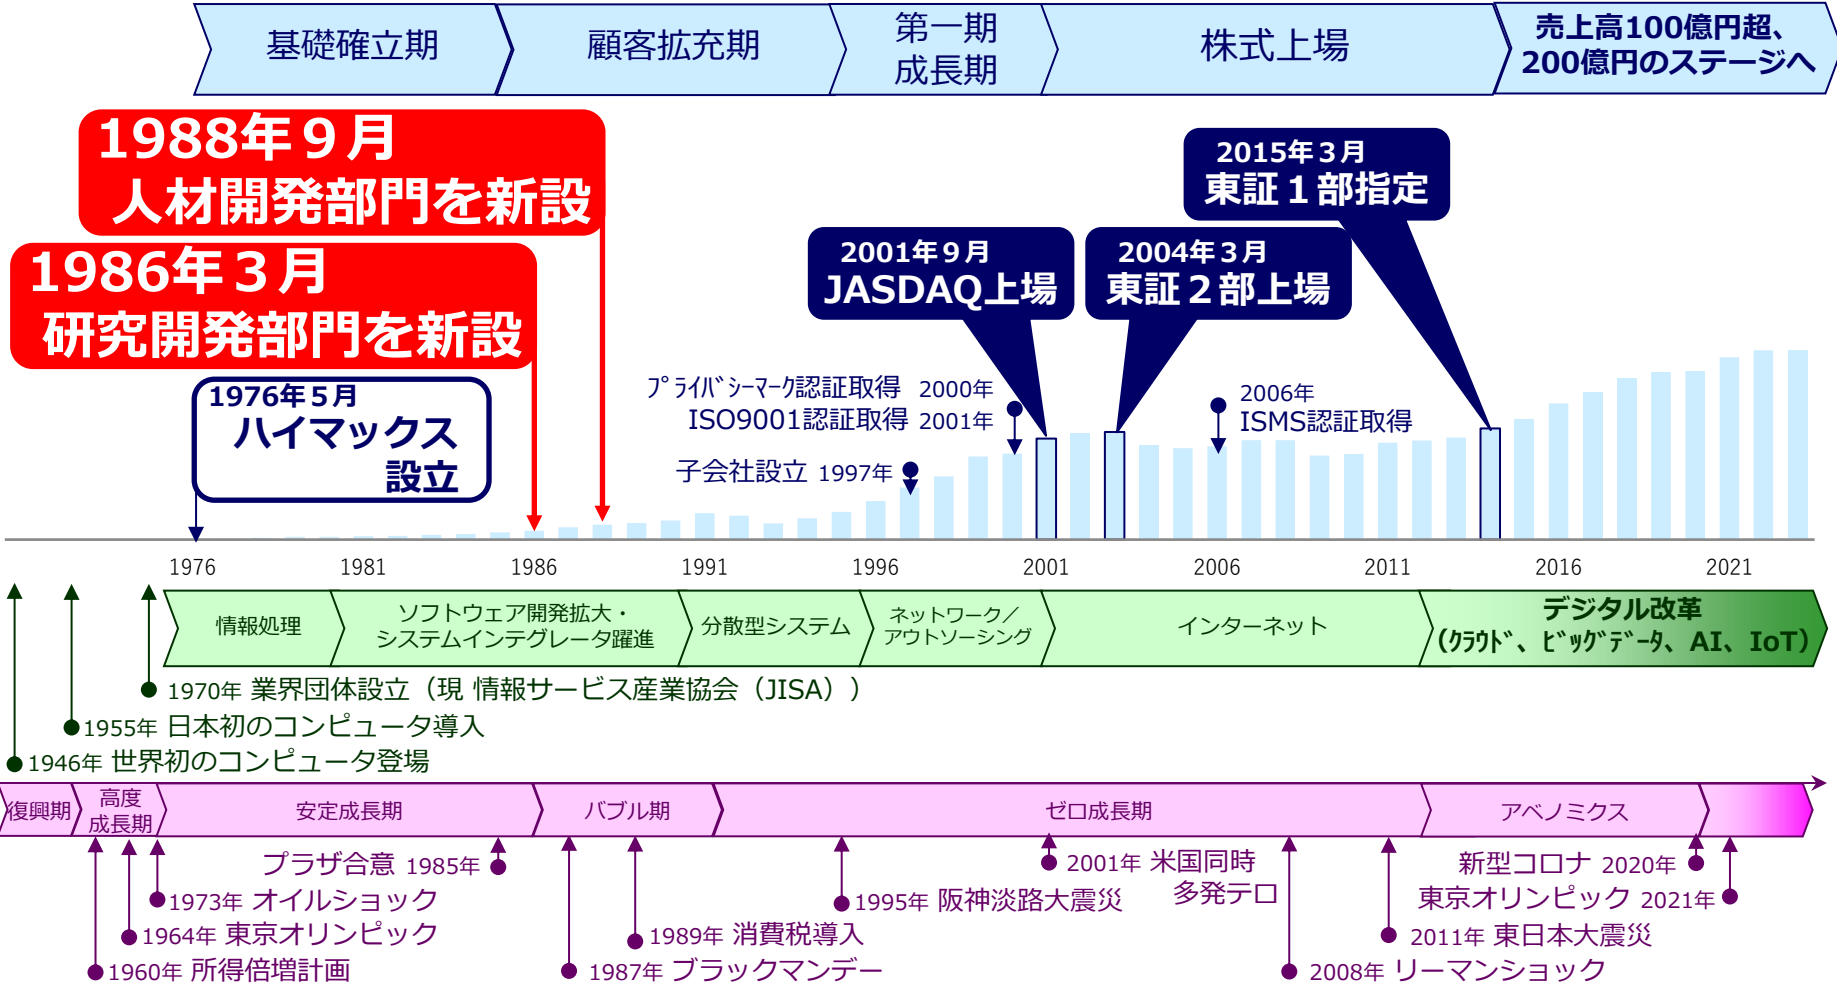 基礎確立期
顧客拡充期
第一期
成長期
株式上場
売上高100億円超、
200億円のステージへ
1988年９月
人材開発部門を新設
1986年３月
研究開発部門を新設
1976年５月
ハイマックス
設立
2001年９月
JASDAQ上場
2004年３月
東証２部上場
2015年３月
東証１部指定
ﾌﾟﾗｲﾊﾞｼｰﾏｰｸ認証取得 2000年
ISO9001認証取得 2001年
子会社設立 1997年
2006年
ISMS認証取得
1976
1981
1986
1991
1996
2001
2006
2011
2016
2021
情報処理
ソフトウェア開発拡大・
システムインテグレータ躍進
分散型システム
ネットワーク／
アウトソーシング
インターネット
デジタル改革
(ｸﾗｳﾄﾞ、ﾋﾞｯｸﾞﾃﾞｰﾀ、AI、IoT)
1970年 業界団体設立（現 情報サービス産業協会（JISA））
1955年 日本初のコンピュータ導入
1946年 世界初のコンピュータ登場
復興期
高度
成長期
安定成長期
バブル期
ゼロ成長期
アベノミクス
プラザ合意 1985年
1973年 オイルショック
1964年 東京オリンピック
1960年 所得倍増計画
1989年 消費税導入
1987年 ブラックマンデー
1995年 阪神淡路大震災
2001年 米国同時
多発テロ
2011年 東日本大震災
2008年 リーマンショック
新型コロナ 2020年
東京オリンピック 2021年